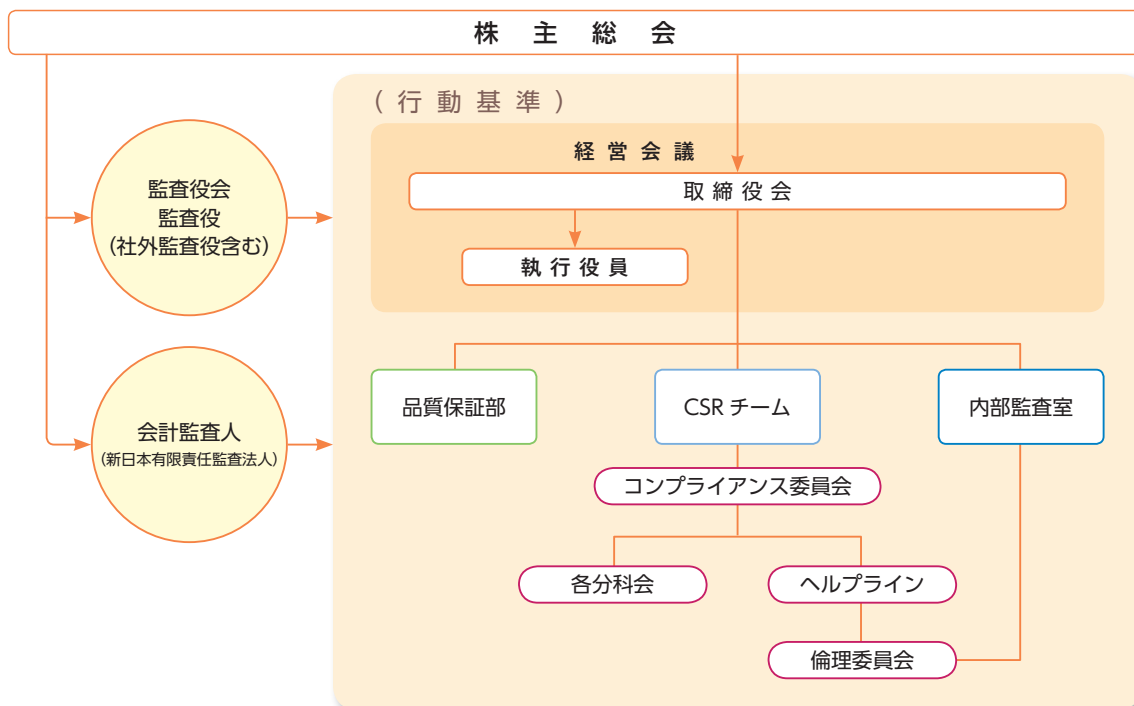 株主総会
(行動基準)
経営会議
取締役会
執行役員
監査役会
監査役
(社外監査役含む)
会計監査人
(新日本有限責任監査法人)
品質保証部
CSR チーム
内部監査室
コンプライアンス委員会
各分科会
ヘルプライン
倫理委員会